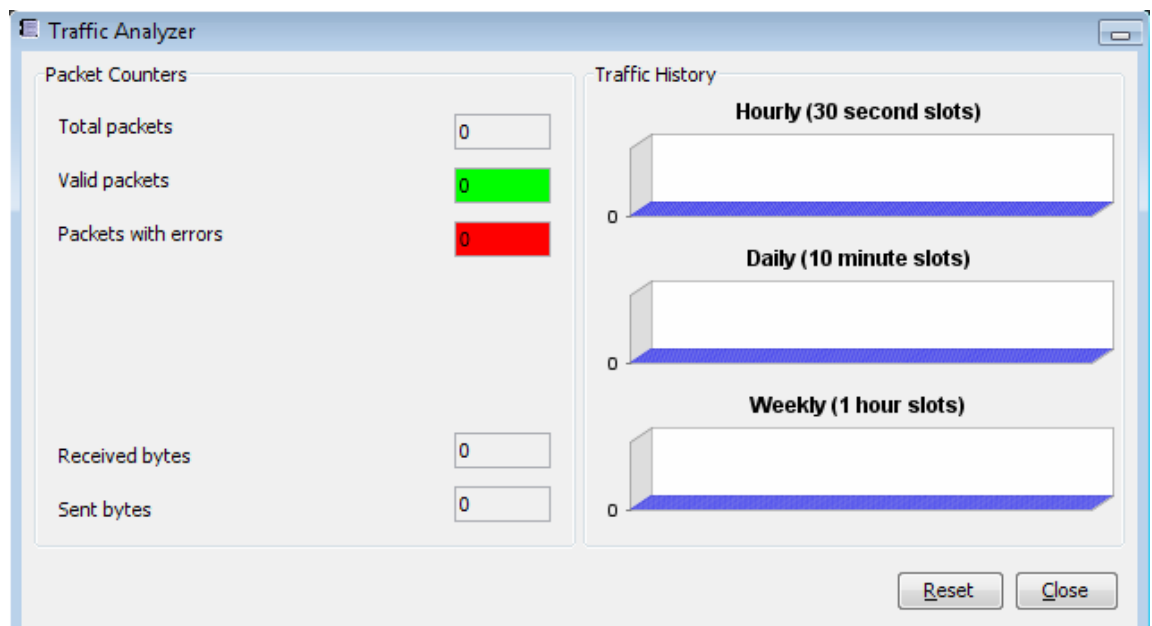 Traffic Analyzer
Packet Counters
Total packets 0
Valid packets 0
Packets with errors 0
Received bytes 0
Sent bytes 0
Traffic History
Hourly (30 second slots)
0
Daily (10 minute slots)
0
Weekly (1 hour slots)
0
Reset Close